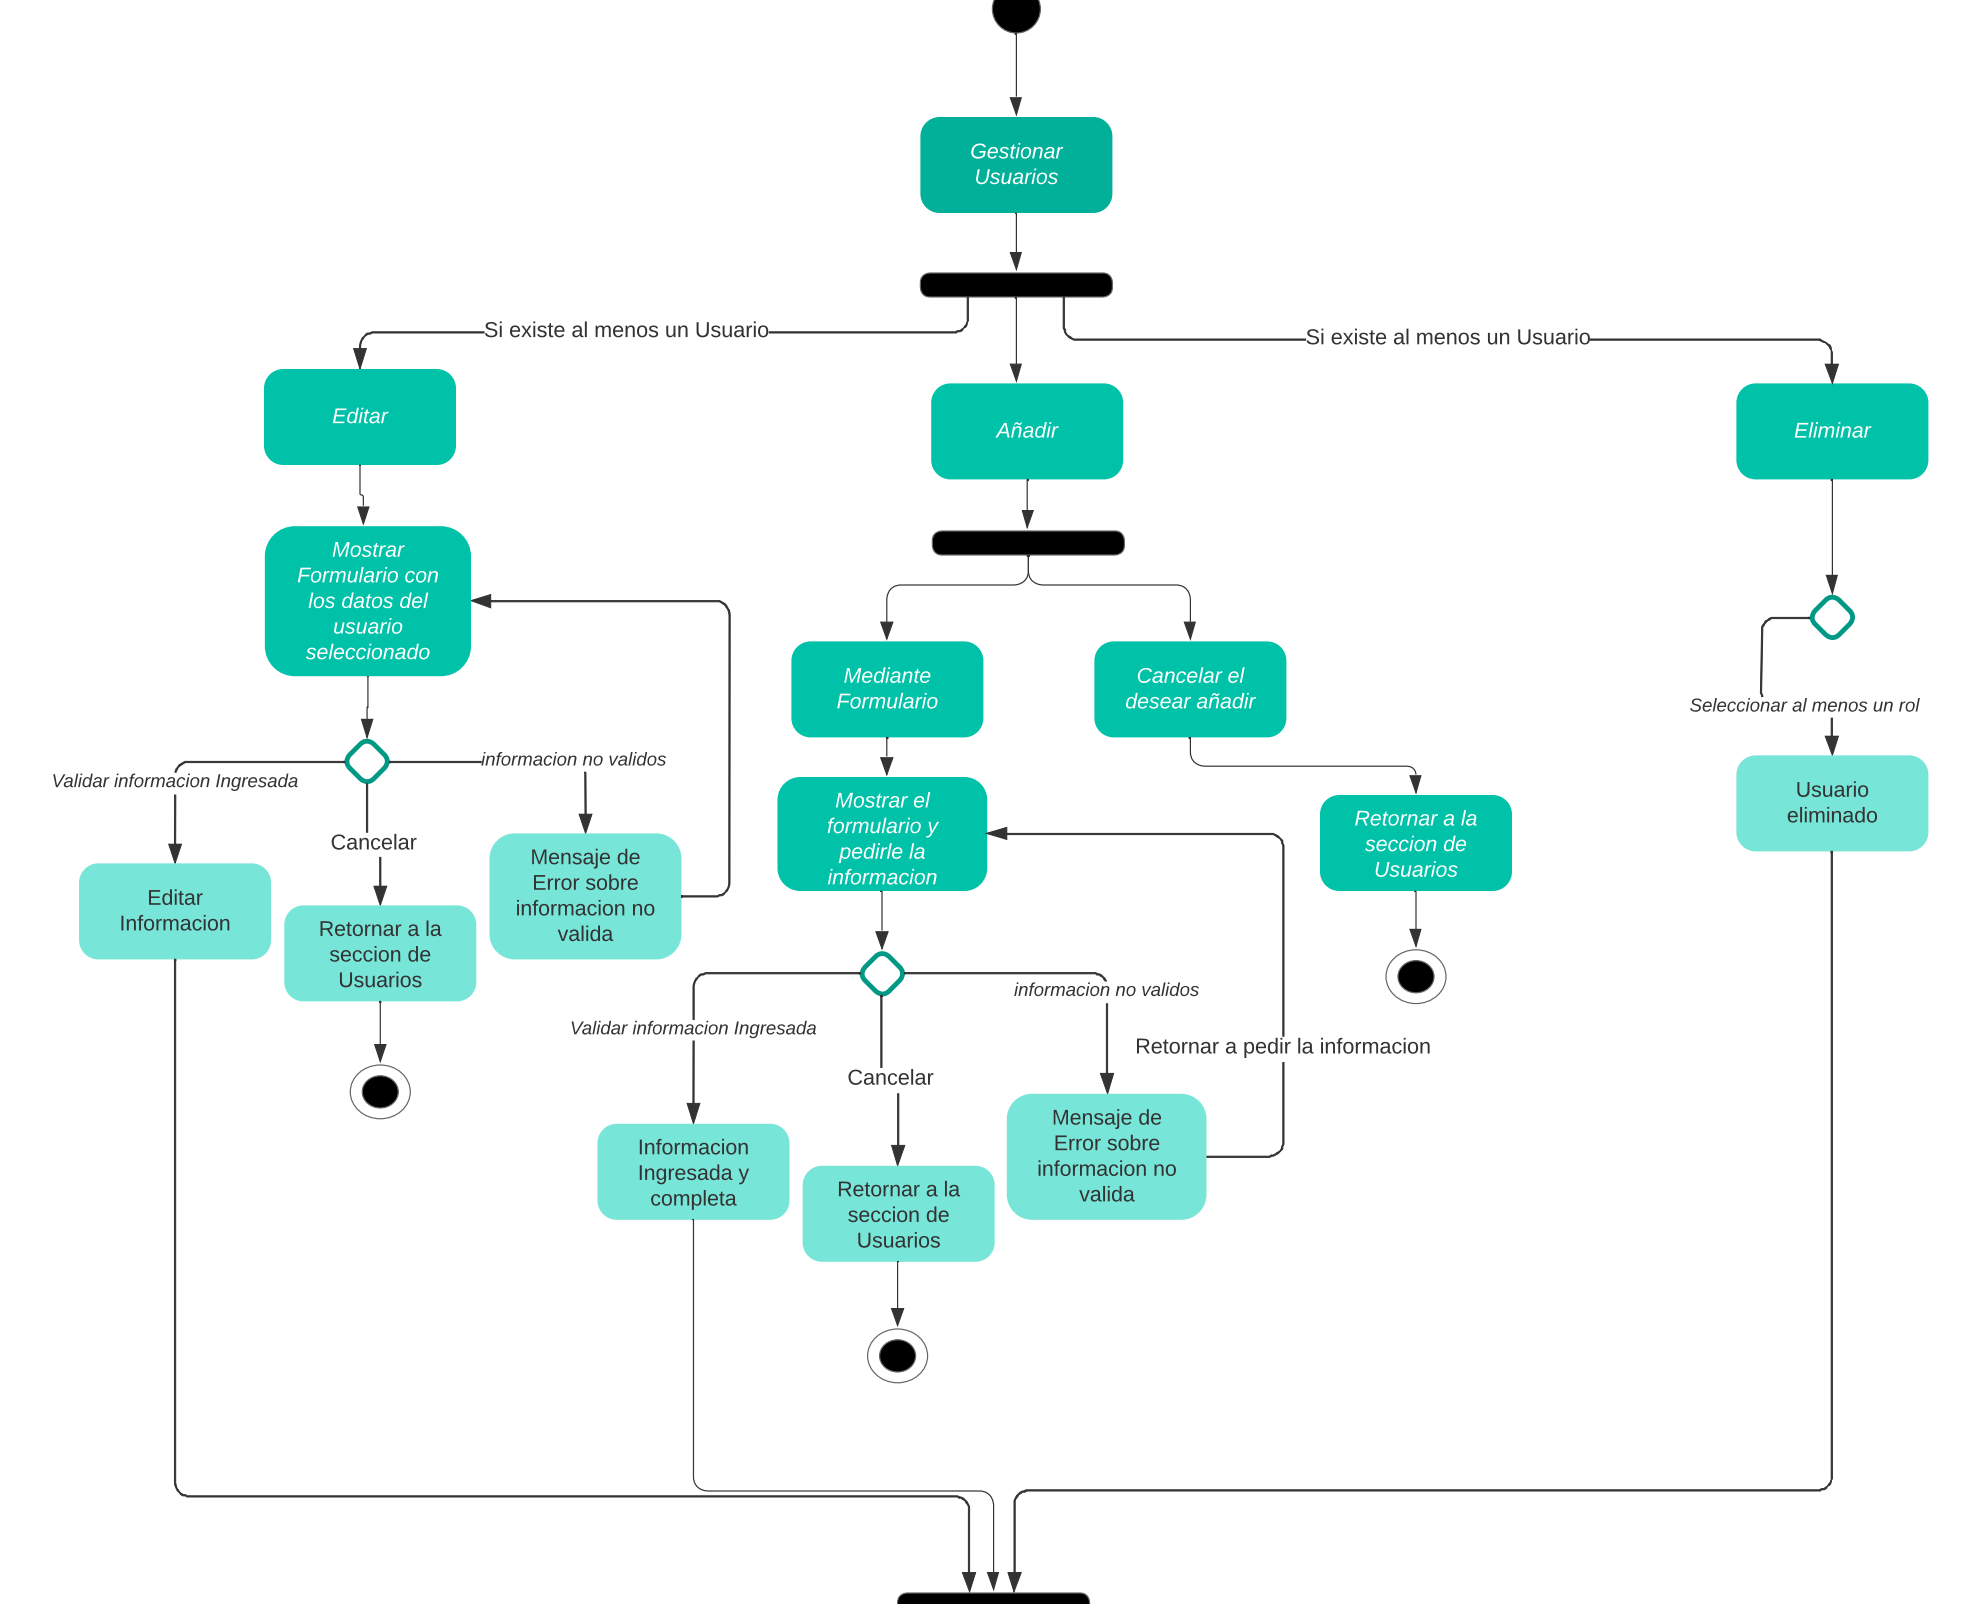 Gestionar
Usuarios
Si existe al menos un Usuario
Si existe al menos un Usuario
Editar
Añadir
Eliminar
Mostrar
Formulario con
los datos del
usuario
seleccionado
Mediante
Formulario
Cancelar el
desear añadir
Seleccionar al menos un rol
informacion no validos
Validar informacion Ingresada
Cancelar
Usuario
eliminado
Mostrar el
formulario y
pedirle la
informacion
Retornar a la
seccion de
Usuarios
Mensaje de
Error sobre
informacion no
valida
Editar
Informacion
Retornar a la
seccion de
Usuarios
informacion no validos
Validar informacion Ingresada
Retornar a pedir la informacion
Cancelar
Mensaje de
Error sobre
informacion no
valida
Informacion
Ingresada y
completa
Retornar a la
seccion de
Usuarios